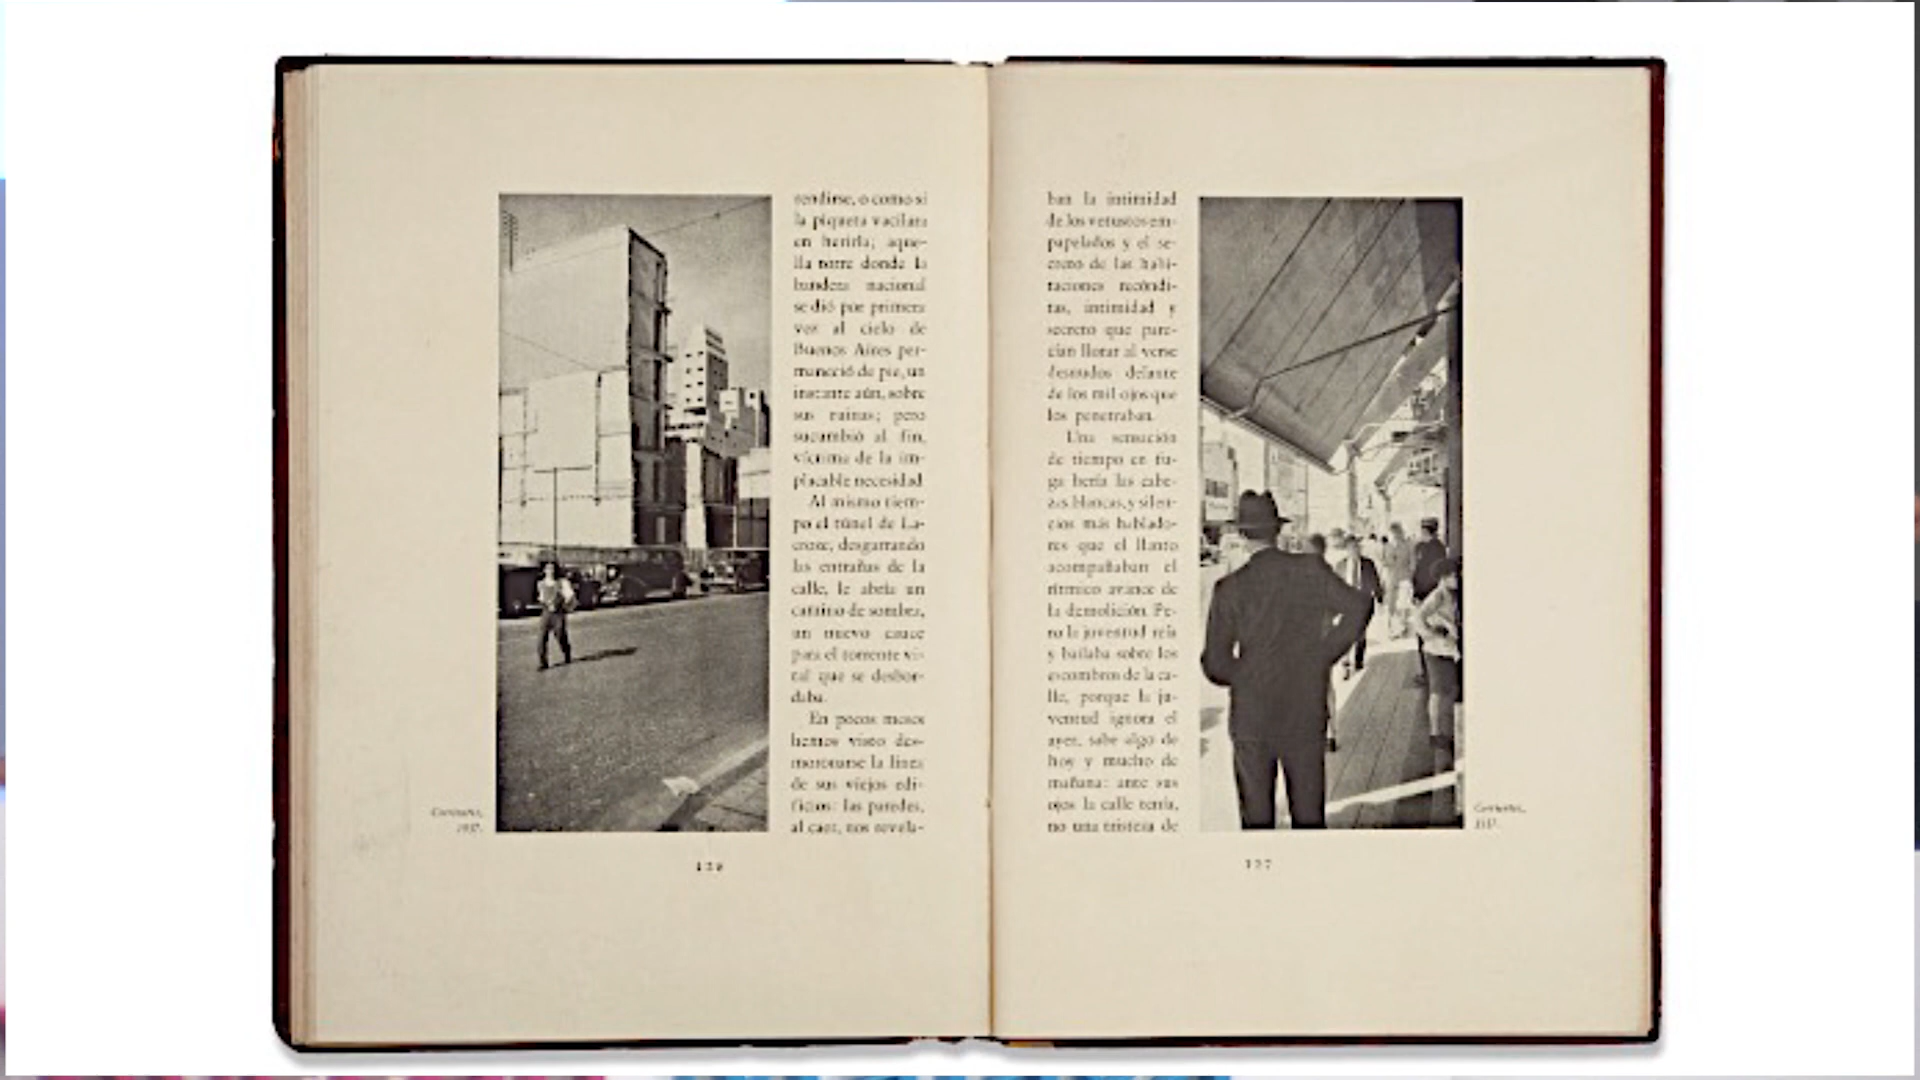 rendirse, o como si
la piqueta vacilara
en herirla; aque-
lla torre donde la
bandera nacional
se dió por primera
vez al cielo de
Buenos Aires per-
maneció de pie, un
instante aún, sobre
sus ruinas; pero
sucumbió al fin,
víctima de la im-
placable necesidad.
Al mismo tiem-
po el túnel de La-
croze, desgarrando
las entrañas de la
calle, le abría un
camino de sombra,
un nuevo cauce
para el torrente vi-
tal que se desbor-
daba.
En pocos meses
hemos visto des-
moronarse la línea
de sus viejos edi-
ficios: las paredes,
al caer, nos revela-
Corrientes,
1937.
ban la intimidad
de los vetustos em-
papelados y el se-
creto de las habi-
taciones recóndi-
tas, intimidad y
secreto que pare-
cían llorar al verse
desnudos delante
de los mil ojos que
los penetraban.
Una sensación
de tiempo en fu-
ga hería las cabe-
zas blancas, y silen-
cios más hablado-
res que el llanto
acompañaban el
rítmico avance de
la demolición. Pe-
ro la juventud reía
y bailaba sobre los
escombros de la ca-
lle, porque la ju-
ventud ignora el
ayer, sabe algo de
hoy y mucho de
mañana: ante sus
ojos la calle tenía,
no una tristeza de
Corrientes,
127